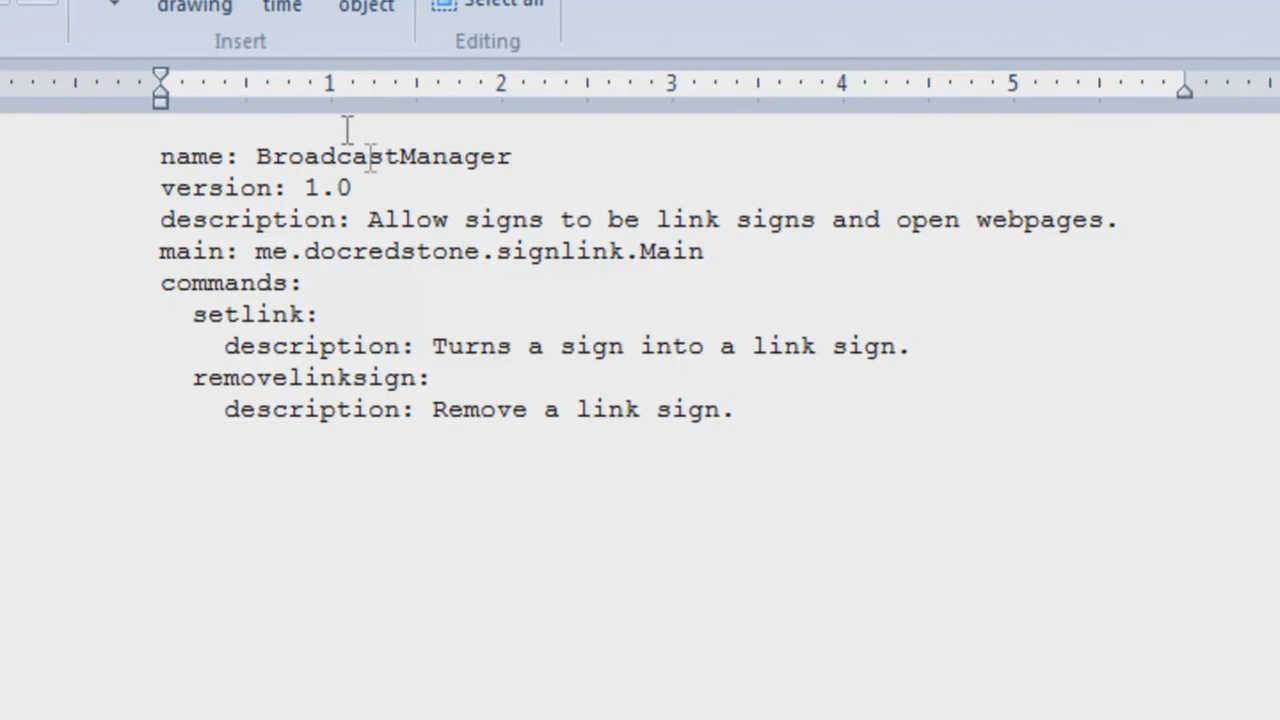 drawing time object Select all
Insert Editing
1 2 3 4 5
name: BroadcastManager
version: 1.0
description: Allow signs to be link signs and open webpages.
main: me.docredstone.signlink.Main
commands:
setlink:
description: Turns a sign into a link sign.
removelinksign:
description: Remove a link sign.